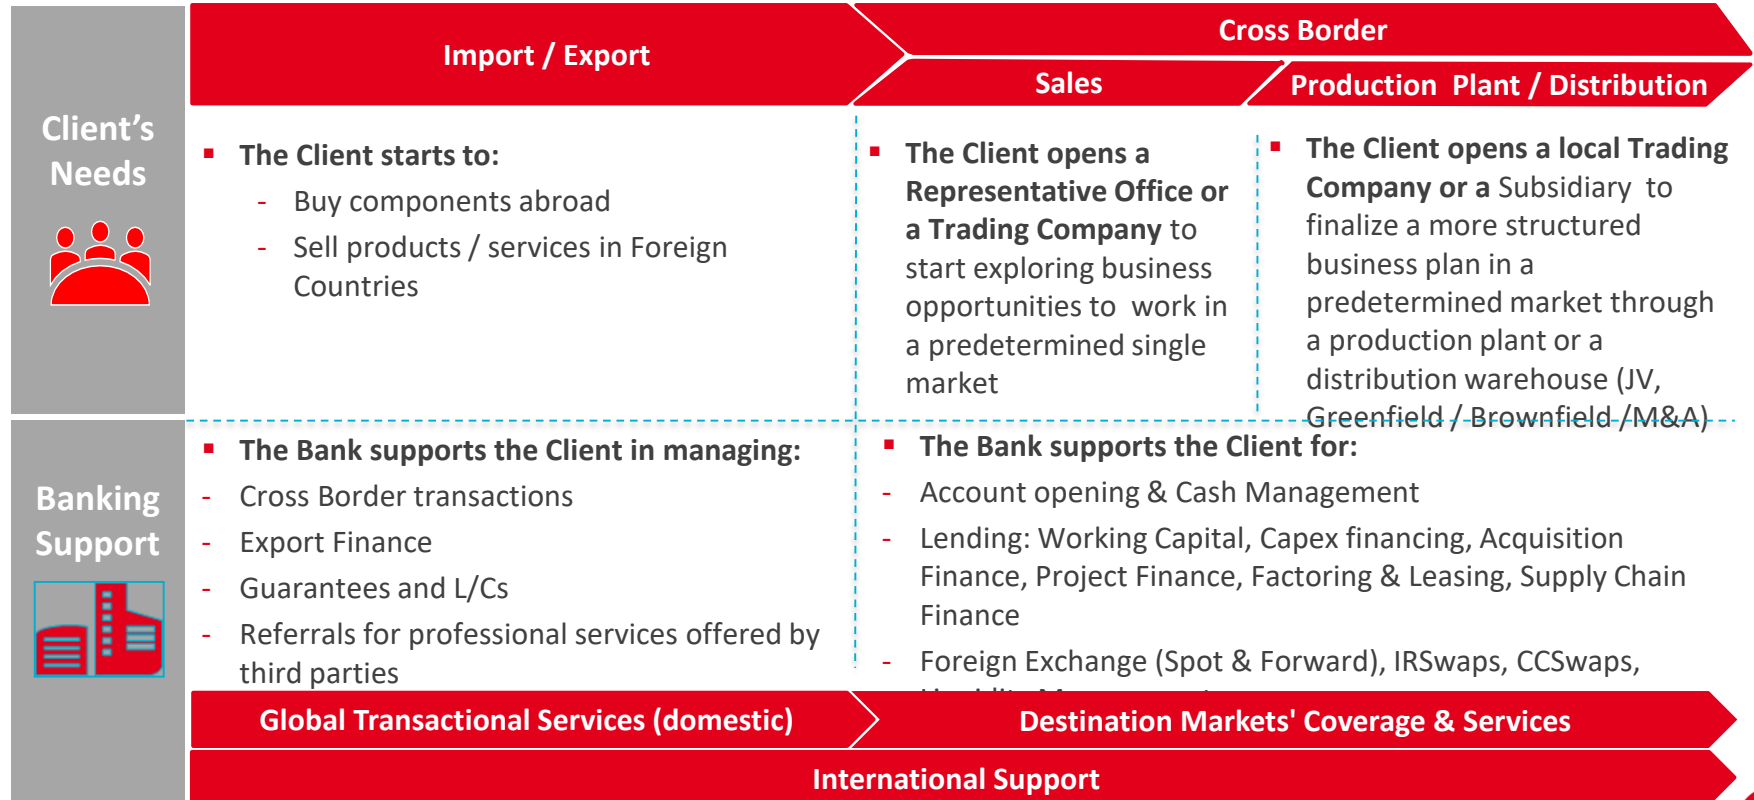 Client's
Needs
Import / Export
Cross Border
Sales
Production Plant / Distribution
▪ The Client starts to:
- Buy components abroad
- Sell products / services in Foreign
Countries
▪ The Client opens a
Representative Office or
a Trading Company to
start exploring business
opportunities to work in
a predetermined single
market
▪ The Client opens a local Trading
Company or a Subsidiary to
finalize a more structured
business plan in a
predetermined market through
a production plant or a
distribution warehouse (JV,
Greenfield / Brownfield /M&A)
Banking
Support
▪ The Bank supports the Client in managing:
- Cross Border transactions
- Export Finance
- Guarantees and L/Cs
- Referrals for professional services offered by
third parties
▪ The Bank supports the Client for:
- Account opening & Cash Management
- Lending: Working Capital, Capex financing, Acquisition
Finance, Project Finance, Factoring & Leasing, Supply Chain
Finance
- Foreign Exchange (Spot & Forward), IRSwaps, CCSwaps,
Global Transactional Services (domestic)
Destination Markets' Coverage & Services
International Support